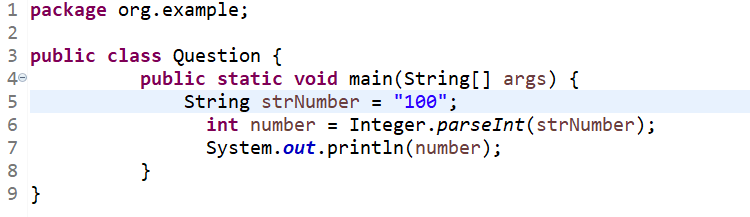 1 package org.example;
2
3 public class Question {
4 public static void main(String[] args) {
5 String strNumber = "100";
6 int number = Integer.parseInt(strNumber);
7 System.out.println(number);
8 }
9 }